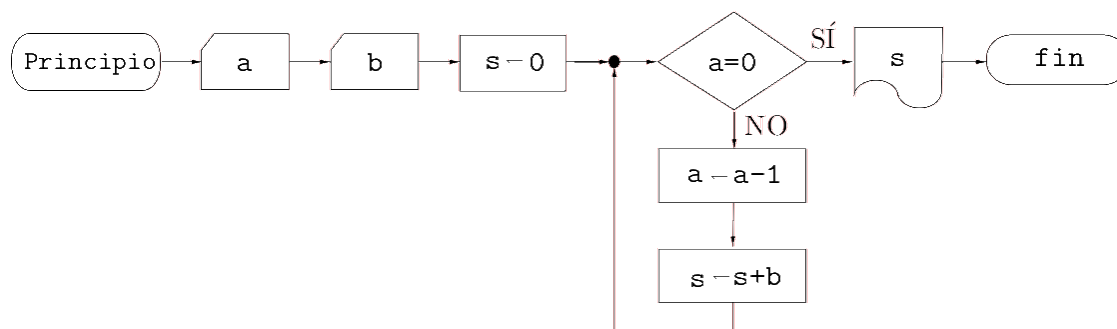 Principio
a
b
s←0
a=0
SÍ
s
fin
NO
a←a-1
s←s+b